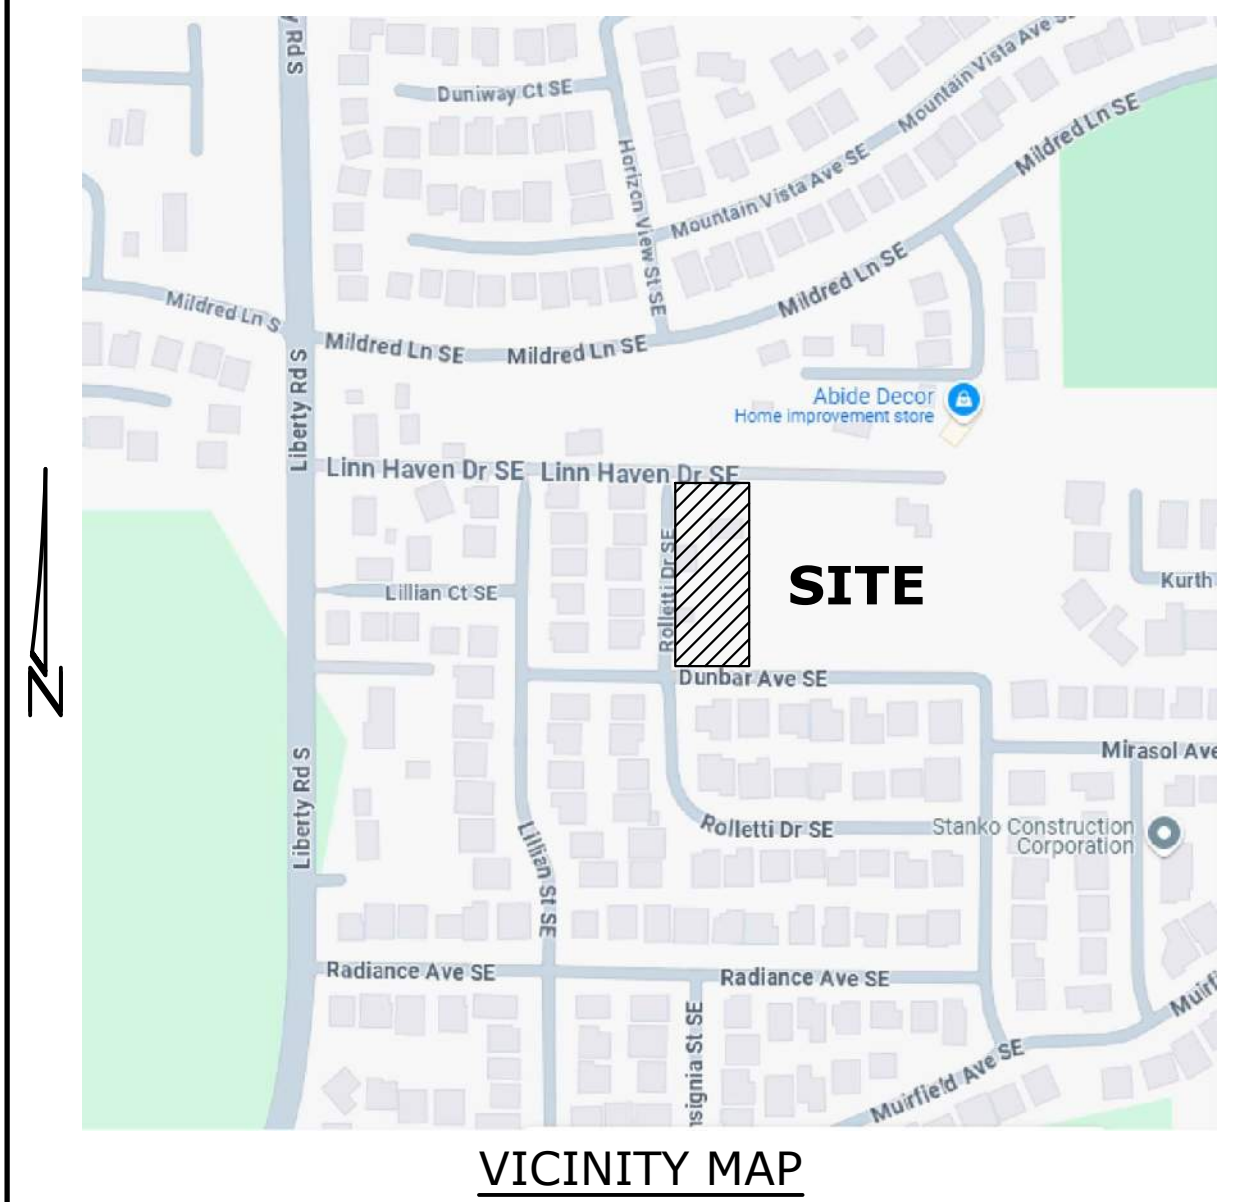 Rd S
Duniway Ct SE
Mountain Vista Ave S
Mountain Vista Ave SE
Horizon View St SE
Mildred Ln SE
Mildred Ln SE
Mildred Ln S
Mildred Ln SE
Mildred Ln SE
Liberty Rd S
Abide Decor
Home improvement store
Linn Haven Dr SE
Linn Haven Dr SE
Rolletti Dr SE
SITE
Lillian Ct SE
Kurth
N
Dunbar Ave SE
Mirasol Ave
Liberty Rd S
Rolletti Dr SE
Stanko Construction
Corporation
Lillian St SE
Radiance Ave SE
Radiance Ave SE
Muirf
nsignia St SE
Muirfield Ave SE
VICINITY MAP